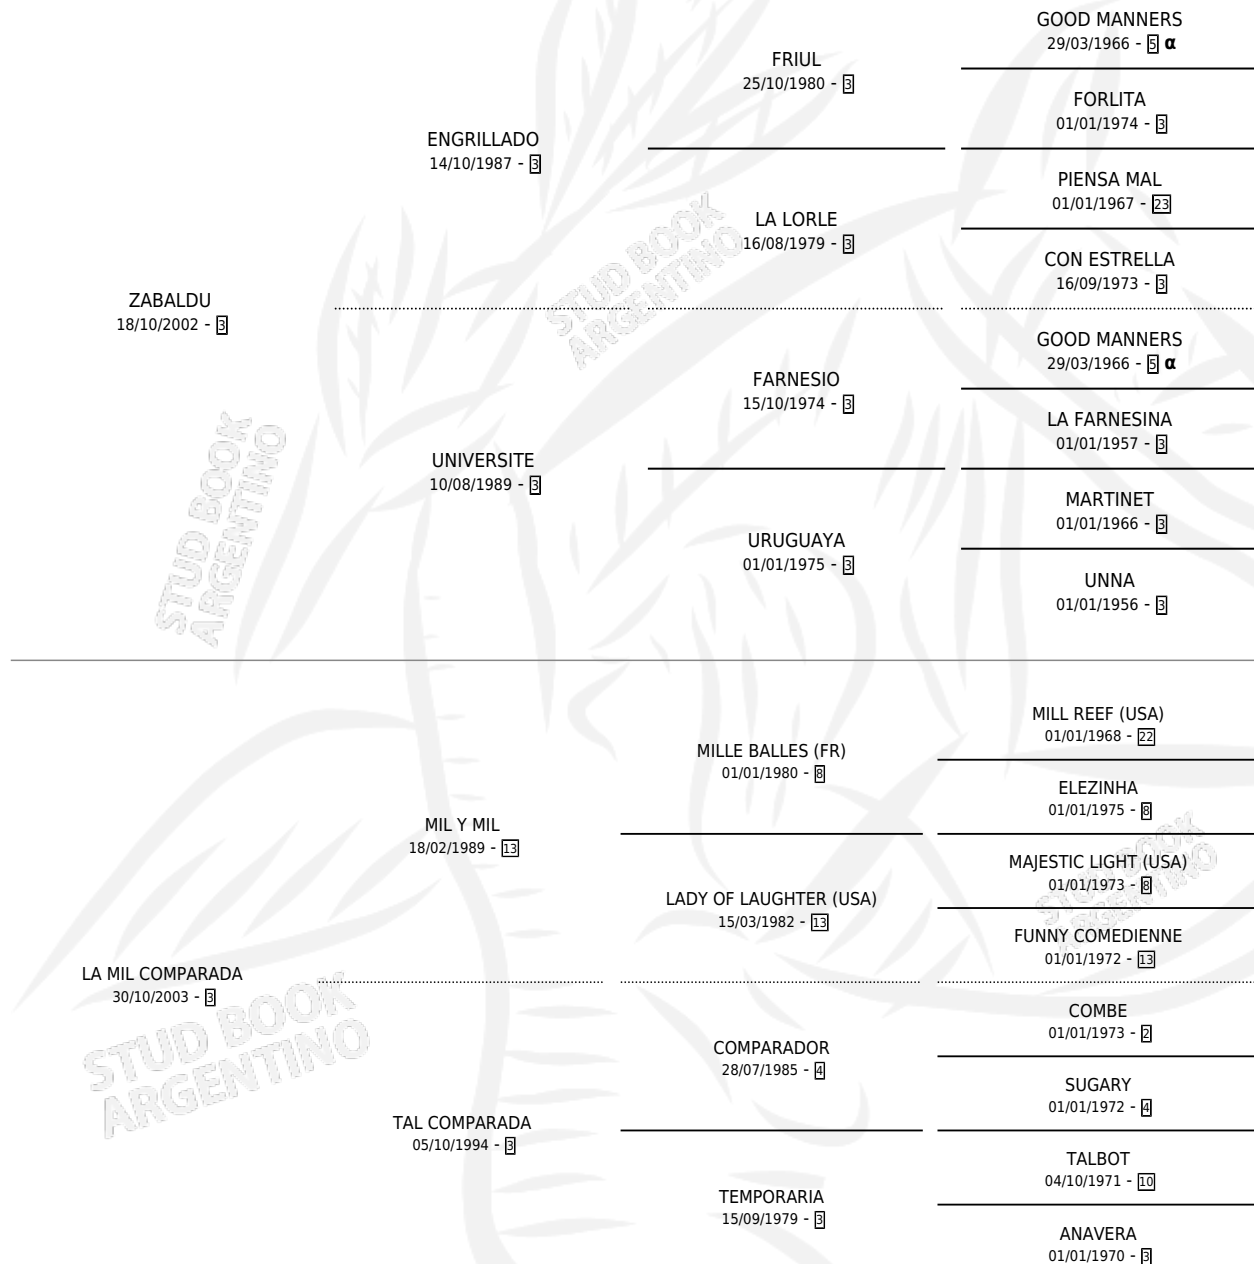 GOOD MANNERS
29/03/1966 - 5 α
FRIUL
25/10/1980 - 3
FORLITA
01/01/1974 - 3
ENGRILLADO
14/10/1987 - 3
PIENSA MAL
01/01/1967 - 23
LA LORLE
16/08/1979 - 3
CON ESTRELLA
16/09/1973 - 3
ZABALDU
18/10/2002 - 3
STUD BOOK
ARGENTINO
GOOD MANNERS
29/03/1966 - 5 α
FARNESIO
15/10/1974 - 3
LA FARNESINA
01/01/1957 - 3
UNIVERSITE
10/08/1989 - 3
STUD BOOK
ARGENTINO
MARTINET
01/01/1966 - 3
URUGUAYA
01/01/1975 - 3
UNNA
01/01/1956 - 3
MILL REEF (USA)
01/01/1968 - 22
MILLE BALLES (FR)
01/01/1980 - 8
ELEZINHA
01/01/1975 - 8
MIL Y MIL
18/02/1989 - 13
STUD BOOK
ARGENTINO
MAJESTIC LIGHT (USA)
01/01/1973 - 8
LADY OF LAUGHTER (USA)
15/03/1982 - 13
FUNNY COMEDIENNE
01/01/1972 - 13
LA MIL COMPARADA
30/10/2003 - 3
STUD BOOK
ARGENTINO
COMBE
01/01/1973 - 2
COMPARADOR
28/07/1985 - 4
SUGARY
01/01/1972 - 4
TAL COMPARADA
05/10/1994 - 3
TALBOT
04/10/1971 - 10
TEMPORARIA
15/09/1979 - 3
ANAVERA
01/01/1970 - 3